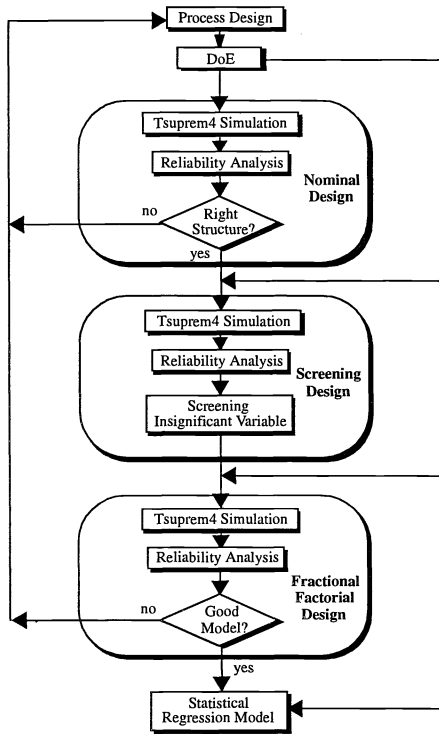 Process Design
DoE
Tsuprem4 Simulation
Reliability Analysis
Nominal
Design
no
Right
Structure?
yes
Tsuprem4 Simulation
Reliability Analysis
Screening
Design
Screening
Insignificant Variable
Tsuprem4 Simulation
Reliability Analysis
Fractional
Factorial
Design
no
Good
Model?
yes
Statistical
Regression Model